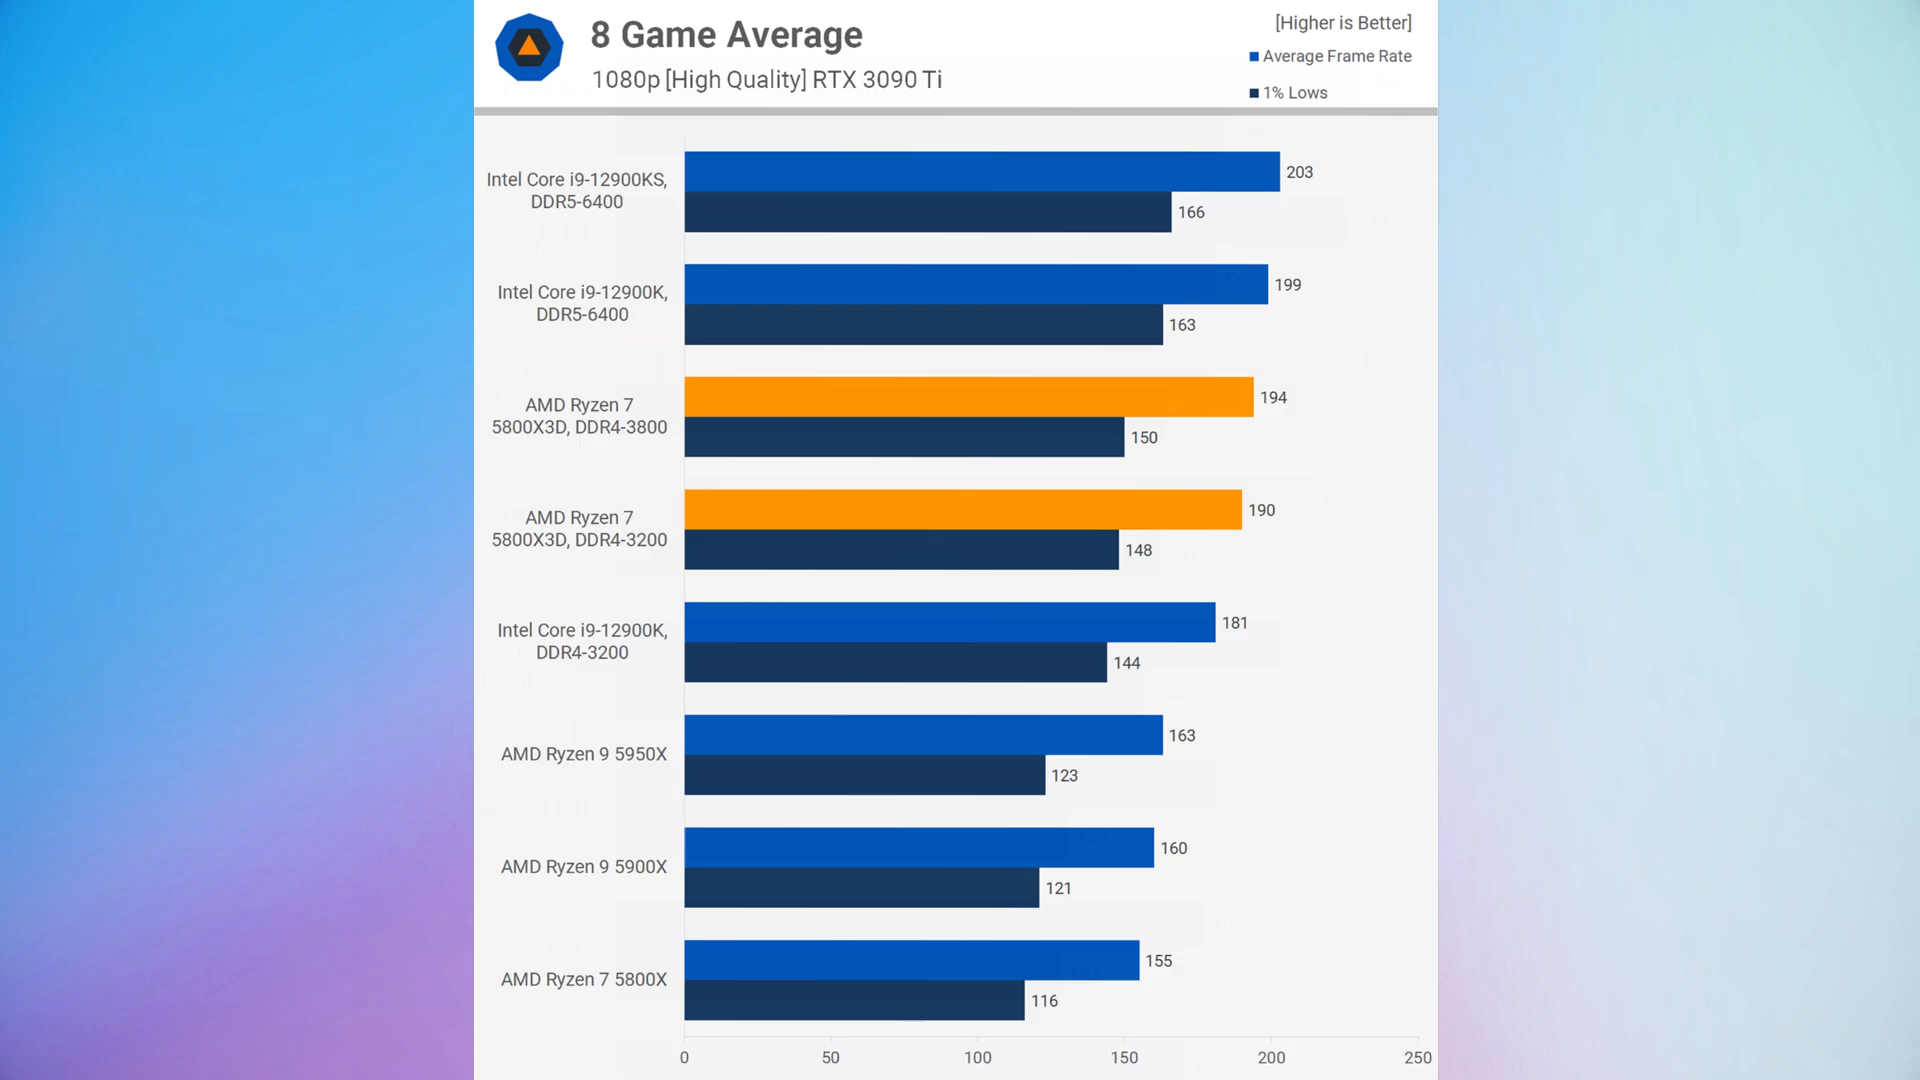 8 Game Average
1080p [High Quality] RTX 3090 Ti
[Higher is Better]
Average Frame Rate
1% Lows
Intel Core i9-12900KS,
DDR5-6400
203
166
Intel Core i9-12900K,
DDR5-6400
199
163
AMD Ryzen 7
5800X3D, DDR4-3800
194
150
AMD Ryzen 7
5800X3D, DDR4-3200
190
148
Intel Core i9-12900K,
DDR4-3200
181
144
AMD Ryzen 9 5950X
163
123
AMD Ryzen 9 5900X
160
121
AMD Ryzen 7 5800X
155
116
0 50 100 150 200 250